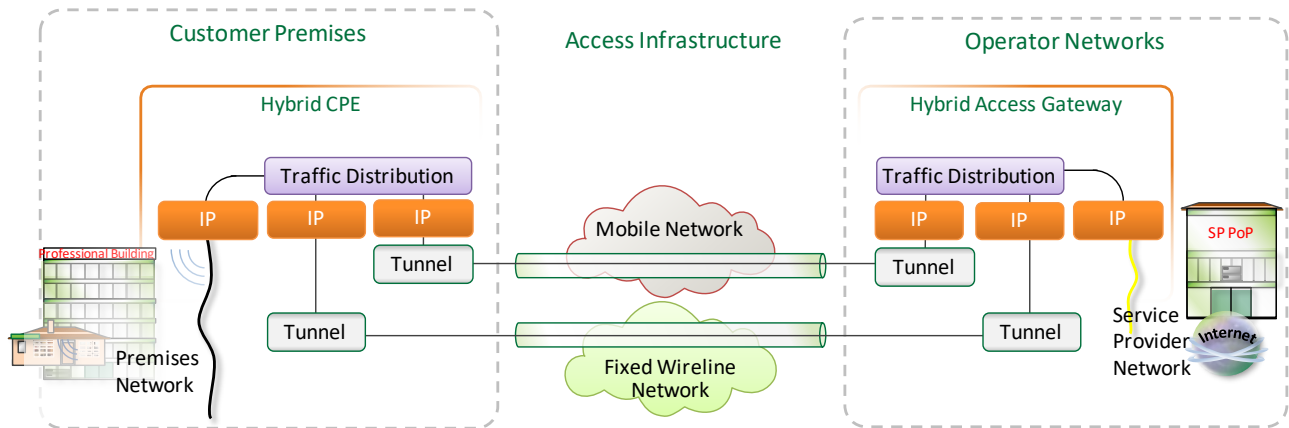 Customer Premises
Access Infrastructure
Operator Networks
Hybrid CPE
Hybrid Access Gateway
Traffic Distribution
Traffic Distribution
IP
IP
IP
IP
IP
IP
Mobile Network
Professional Building
SP PoP
Tunnel
Tunnel
Tunnel
Tunnel
Premises
Network
Fixed Wireline
Network
Service
Provider
Network
Internet